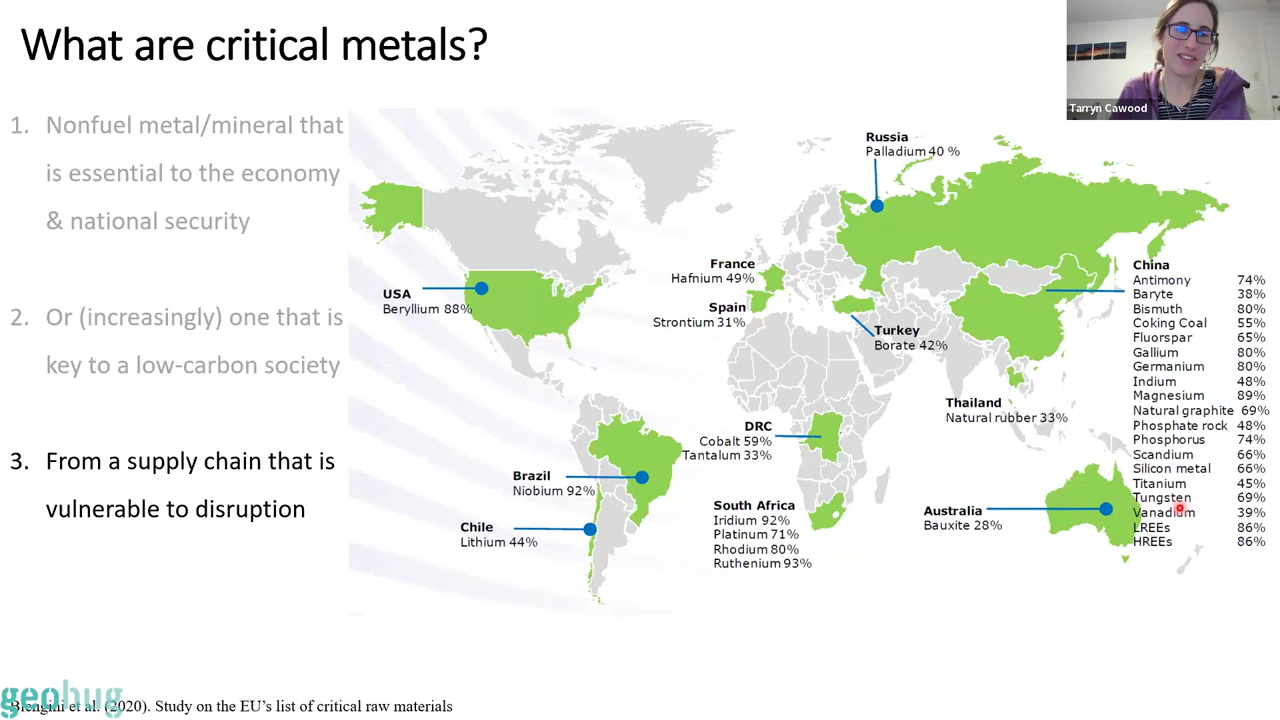 What are critical metals?
Tarryn Cawood
1. Nonfuel metal/mineral that
is essential to the economy
& national security
2. Or (increasingly) one that is
key to a low-carbon society
3. From a supply chain that is
vulnerable to disruption
Russia
Palladium 40 %
France
Hafnium 49%
Spain
Strontium 31%
USA
Beryllium 88%
Turkey
Borate 42%
Thailand
Natural rubber 33%
DRC
Cobalt 59%
Tantalum 33%
Brazil
Niobium 92%
Chile
Lithium 44%
South Africa
Iridium 92%
Platinum 71%
Rhodium 80%
Ruthenium 93%
Australia
Bauxite 28%
China
Antimony 74%
Baryte 38%
Bismuth 80%
Coking Coal 55%
Fluorspar 65%
Gallium 80%
Germanium 80%
Indium 48%
Magnesium 89%
Natural graphite 69%
Phosphate rock 48%
Phosphorus 74%
Scandium 66%
Silicon metal 66%
Titanium 45%
Tungsten 69%
Vanadium 39%
LREEs 86%
HREEs 86%
geobug
Blengini et al. (2020). Study on the EU's list of critical raw materials